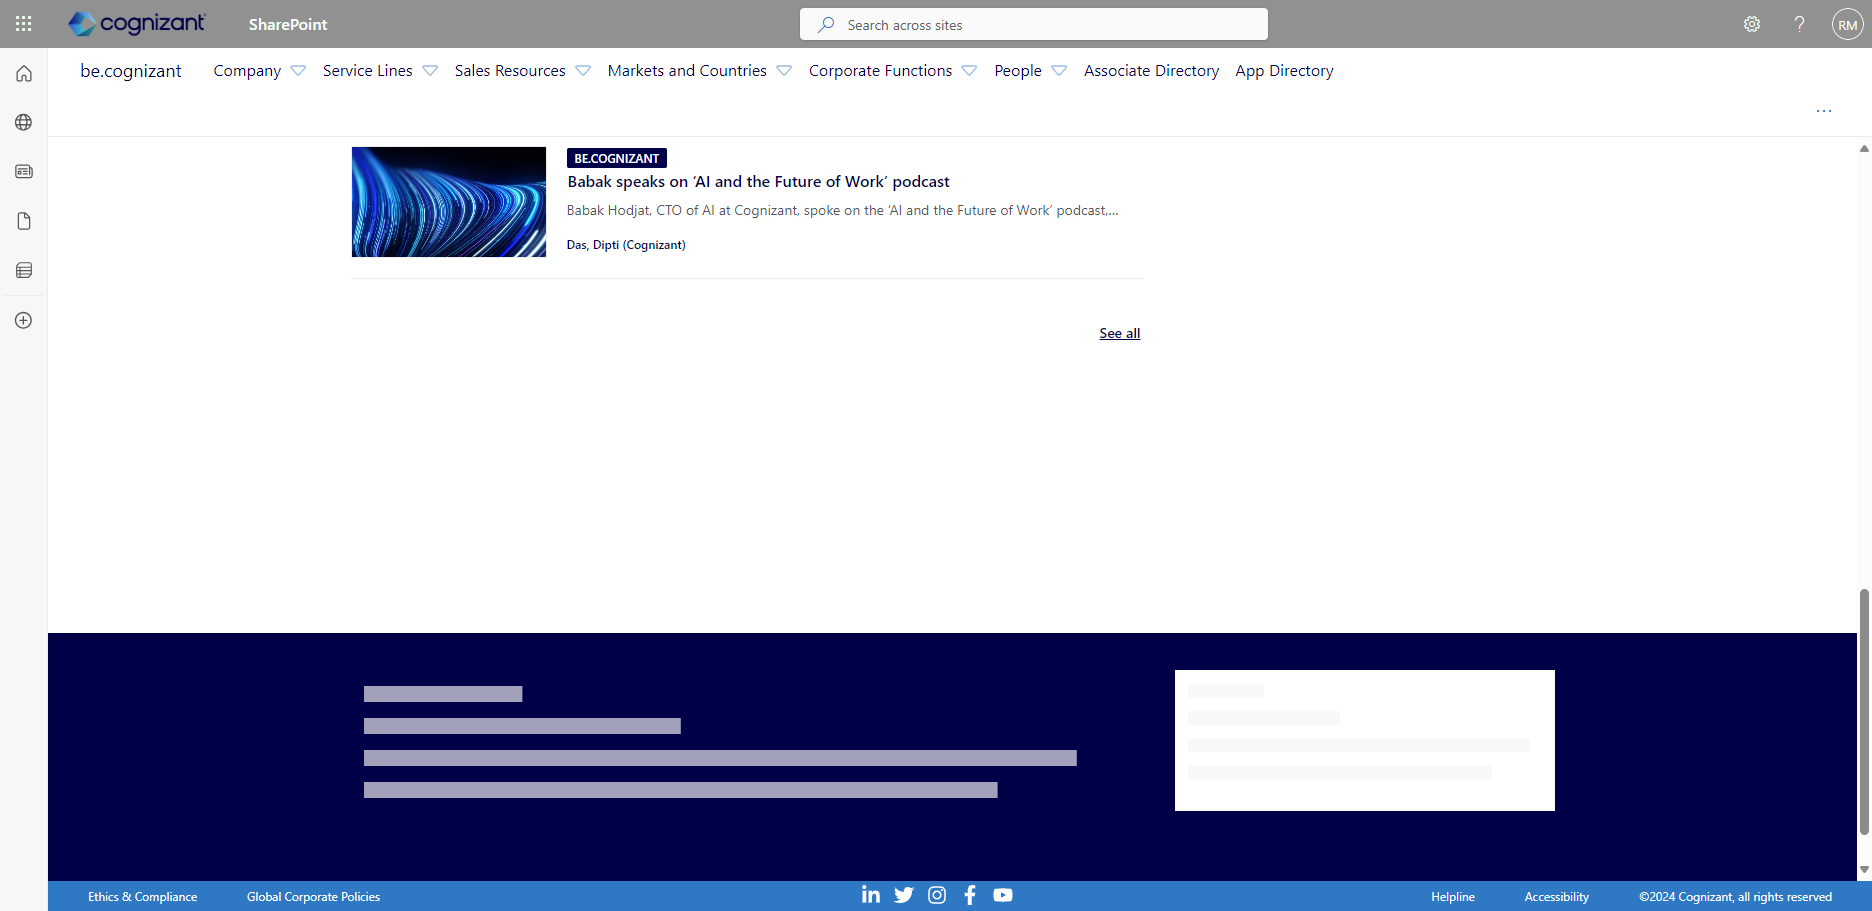 cognizant
SharePoint
Search across sites
?
RM
be.cognizant
Company
Service Lines
Sales Resources
Markets and Countries
Corporate Functions
People
Associate Directory
App Directory
...
BE.COGNIZANT
Babak speaks on ‘AI and the Future of Work’ podcast
Babak Hodjat, CTO of AI at Cognizant, spoke on the ‘AI and the Future of Work’ podcast,...
Das, Dipti (Cognizant)
See all
Ethics & Compliance
Global Corporate Policies
in
Helpline
Accessibility
©2024 Cognizant, all rights reserved